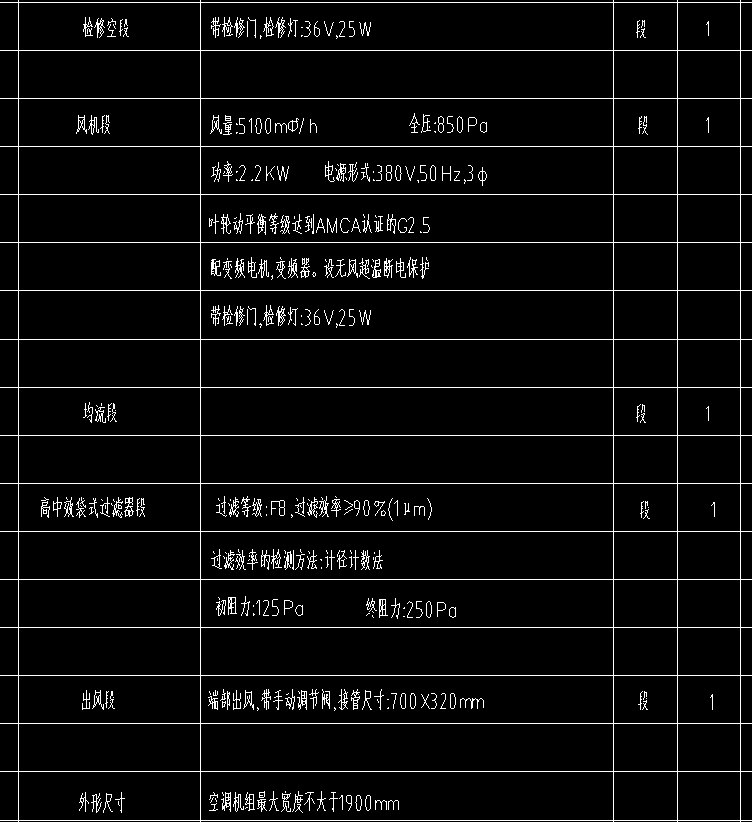 检修空段 带检修门,检修灯:36V,25W 段 1
风机段 风量:5100m³/h 全压:850Pa 段 1
功率:2.2KW 电源形式:380V,50Hz,3φ
叶轮动平衡等级达到AMCA认证的G2.5
配变频电机,变频器。设无风超温断电保护
带检修门,检修灯:36V,25W
均流段 段 1
高中效袋式过滤器段 过滤等级:F8,过滤效率≥90%(1μm) 段 1
过滤效率的检测方法:计径计数法
初阻力:125Pa 终阻力:250Pa
出风段 端部出风,带手动调节阀,接管尺寸:700X320mm 段 1
外形尺寸 空调机组最大宽度不大于1900mm